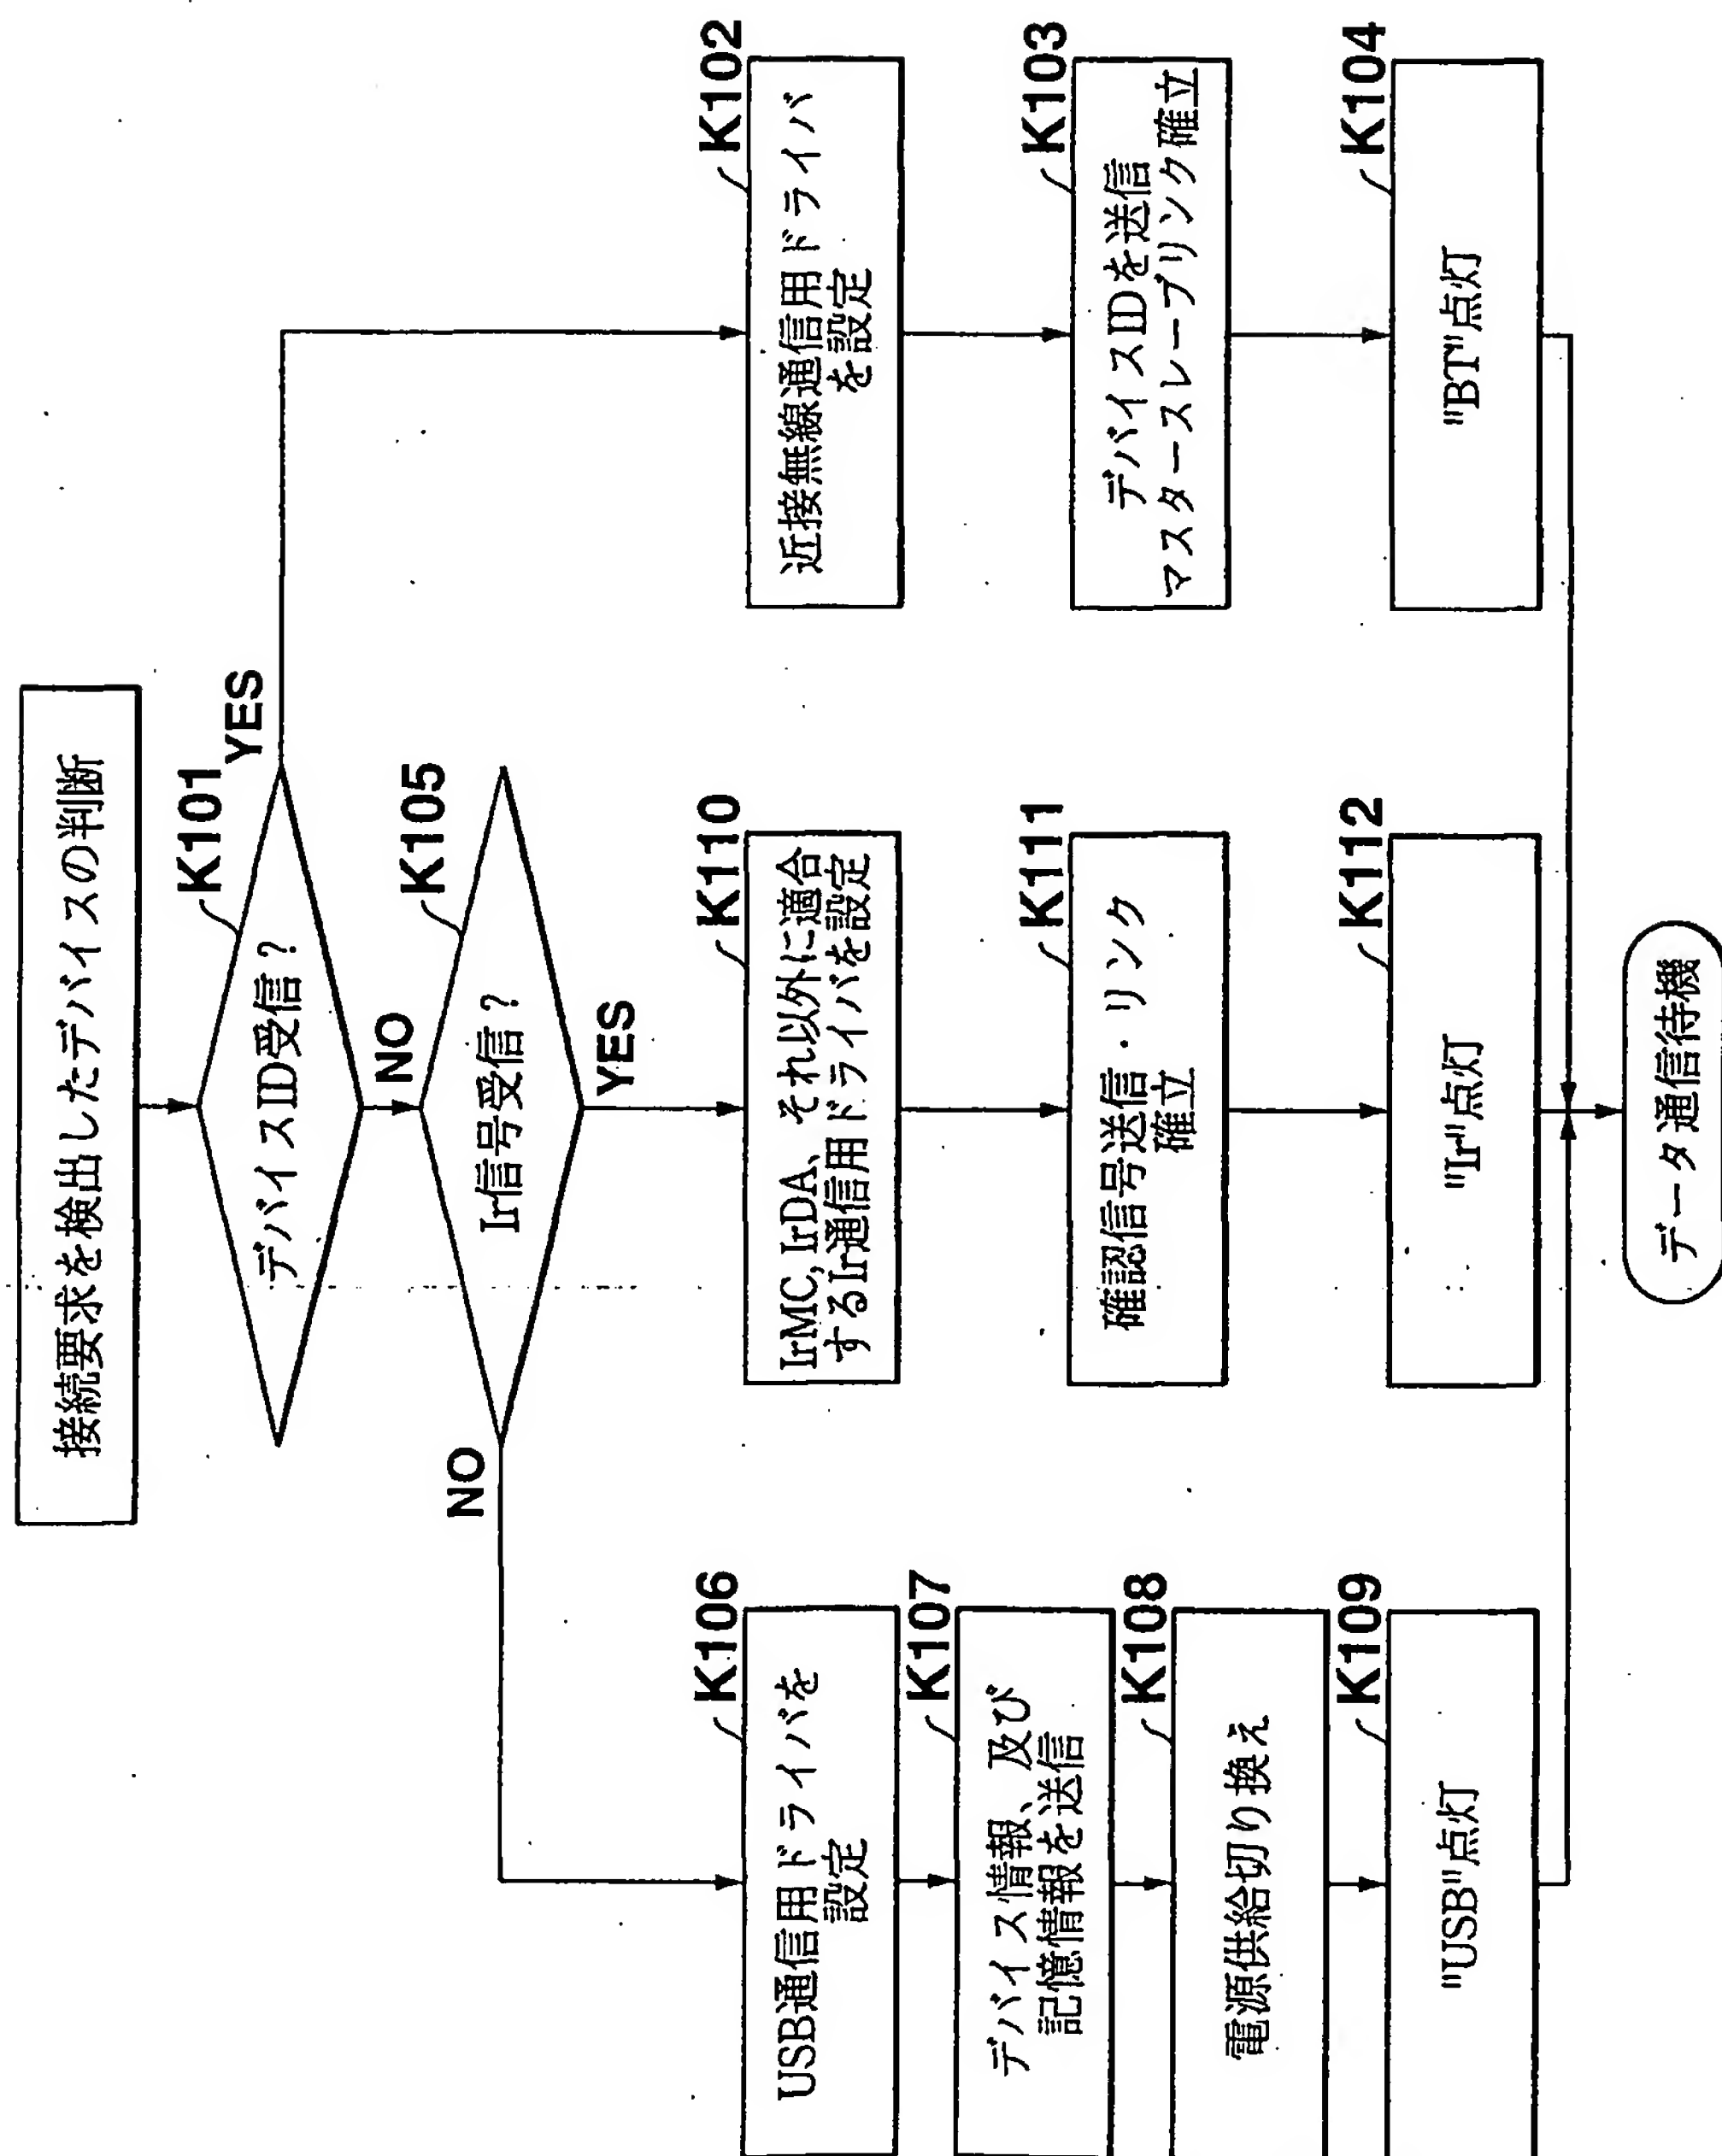 接続要求を検出したデバイスの判断
K101
デバイスID受信?
YES
NO
K105
Ir信号受信?
NO
YES
K106
USB通信用ドライバを
設定
K107
デバイス情報、及び
記憶情報を送信
K108
電源供給切り換え
K109
"USB"点灯
K110
IrMC, IrDA、それ以外に適合
するIr通信用ドライバを設定
K111
確認信号送信・リンク
確立
K112
"Ir"点灯
K102
近接無線通信用ドライバ
を設定
K103
デバイスIDを送信
マスタースレーブリンク確立
K104
"BT"点灯
データ通信待機